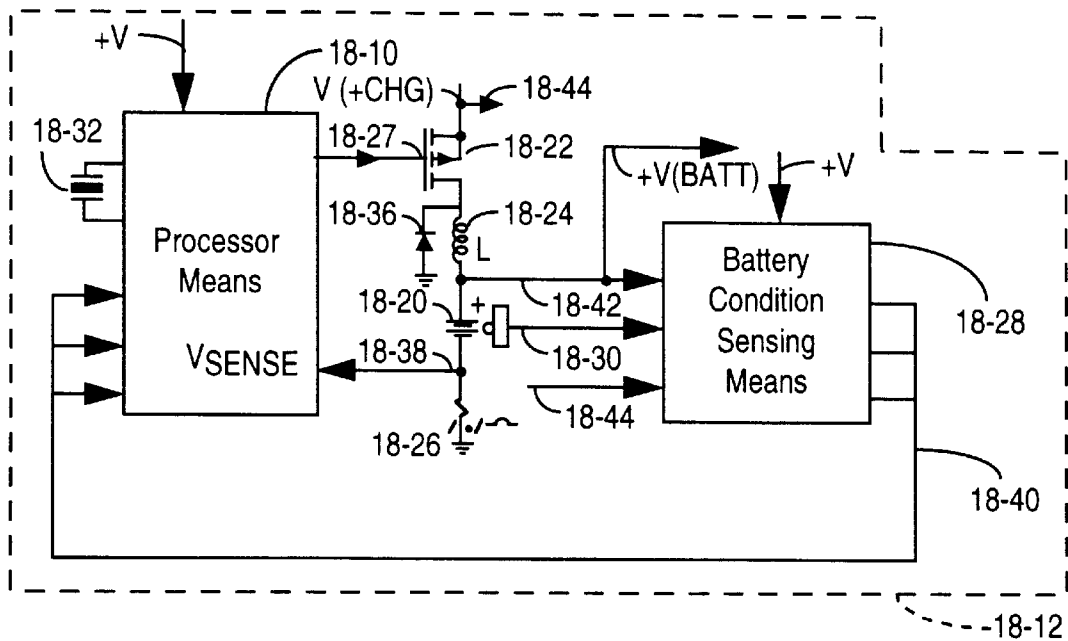 +V
18-10
V (+CHG)
18-44
18-32
18-27
18-22
+V(BATT)
+V
18-36
18-24
L
Processor
Means
Battery
Condition
Sensing
Means
18-20
+
18-42
18-28
18-38
18-30
VSENSE
18-44
18-26
18-40
18-12